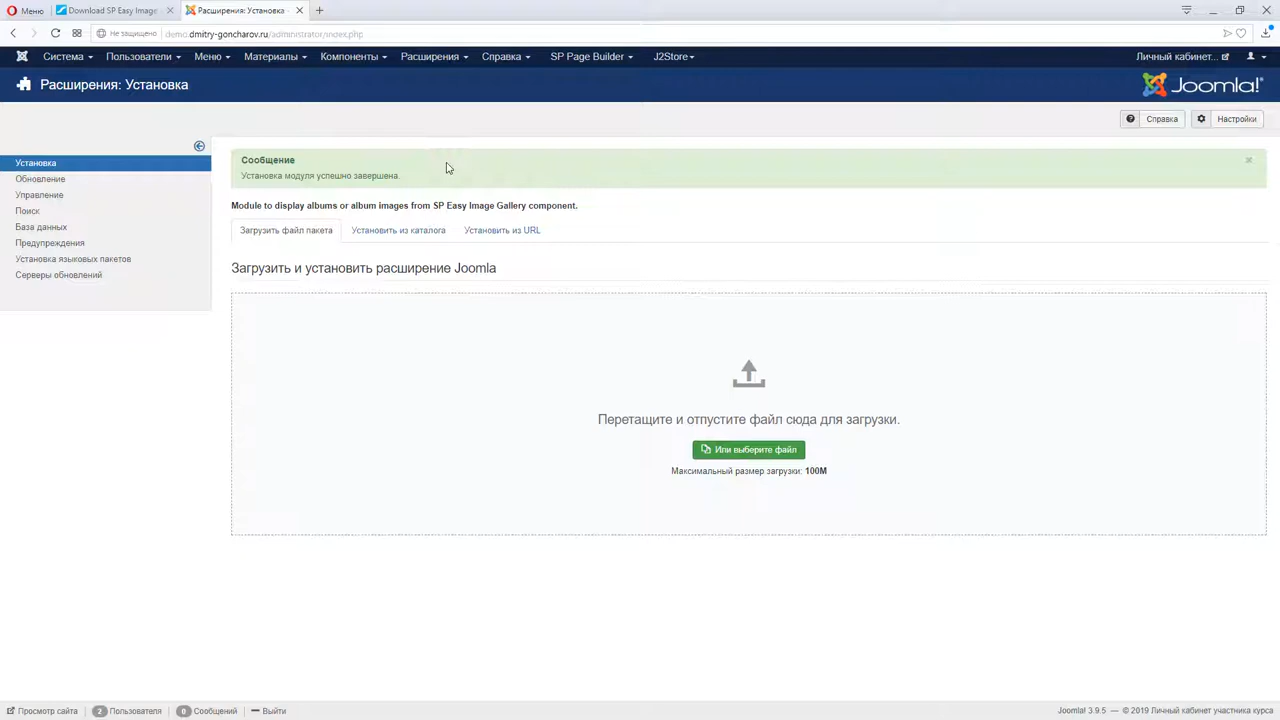 Меню
Download SP Easy Image
Расширения: Установка -
Не защищено
demo.dmitry-goncharov.ru/administrator/index.php
Система
Пользователи
Меню
Материалы
Компоненты
Расширения
Справка
SP Page Builder
J2Store
Личный кабинет...
Расширения: Установка
Joomla!
Справка
Настройки
Установка
Обновление
Управление
Поиск
База данных
Предупреждения
Установка языковых пакетов
Серверы обновлений
Сообщение
Установка модуля успешно завершена.
Module to display albums or album images from SP Easy Image Gallery component.
Загрузить файл пакета
Установить из каталога
Установить из URL
Загрузить и установить расширение Joomla
Перетащите и отпустите файл сюда для загрузки.
Или выберите файл
Максимальный размер загрузки: 100M
Просмотр сайта
2 Пользователя
0 Сообщений
Выйти
Joomla! 3.9.5 — © 2019 Личный кабинет участника курса